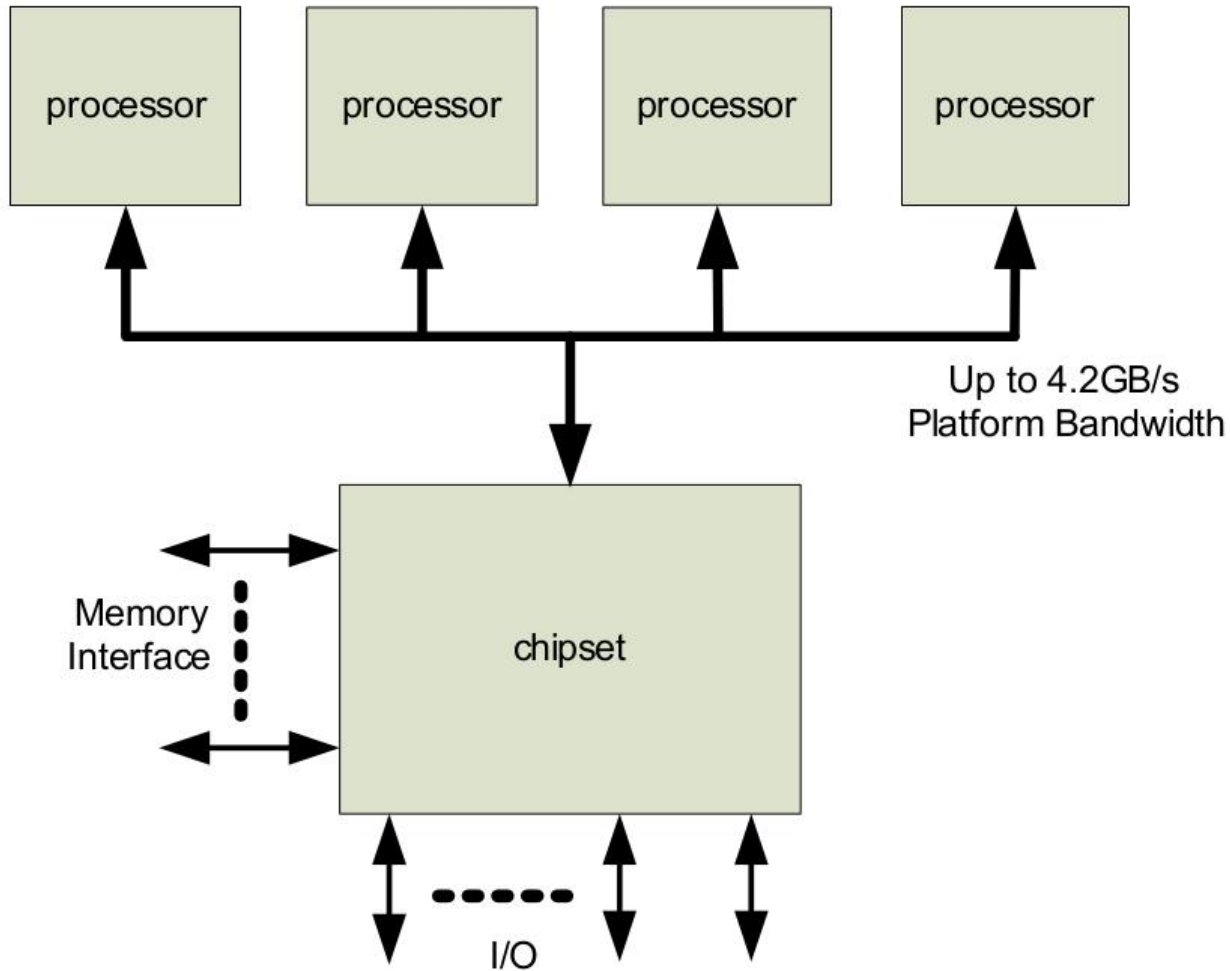 processor
processor
processor
processor
Up to 4.2GB/s
Platform Bandwidth
Memory
Interface
chipset
I/O